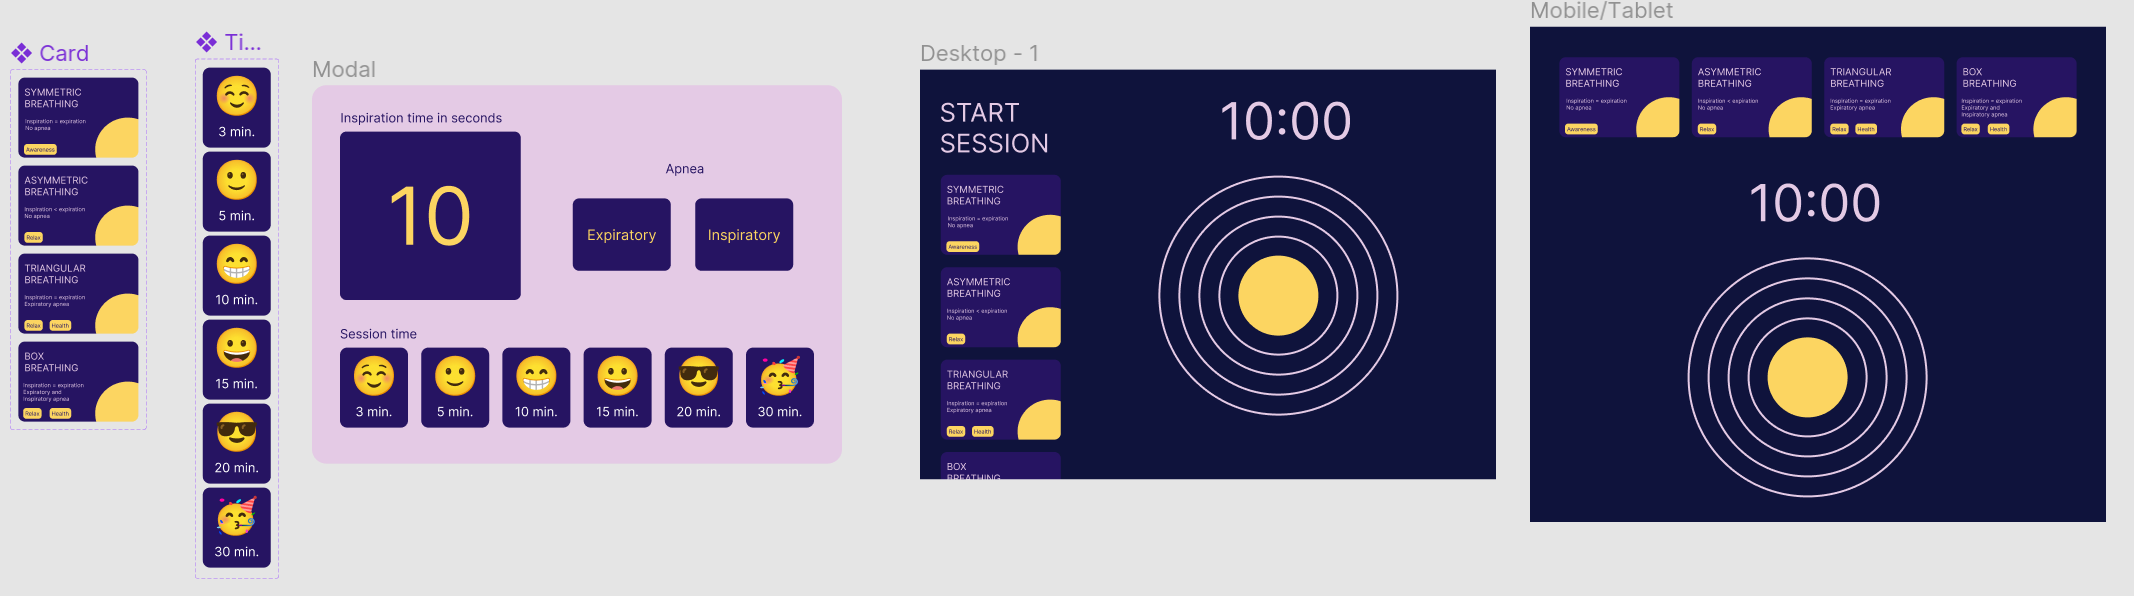 Card
SYMMETRIC
BREATHING
Inspiration = expiration
No apnea
Awareness
ASYMMETRIC
BREATHING
Inspiration < expiration
No apnea
Relax
TRIANGULAR
BREATHING
Inspiration = expiration
Expiratory apnea
Relax Health
BOX
BREATHING
Inspiration = expiration
Expiratory and
Inspiratory apnea
Relax Health
Ti...
3 min.
5 min.
10 min.
15 min.
20 min.
30 min.
Modal
Inspiration time in seconds
10
Apnea
Expiratory Inspiratory
Session time
3 min. 5 min. 10 min. 15 min. 20 min. 30 min.
Desktop - 1
START
SESSION
10:00
SYMMETRIC
BREATHING
Inspiration = expiration
No apnea
Awareness
ASYMMETRIC
BREATHING
Inspiration < expiration
No apnea
Relax
TRIANGULAR
BREATHING
Inspiration = expiration
Expiratory apnea
Relax Health
BOX
BREATHING
Mobile/Tablet
SYMMETRIC
BREATHING
Inspiration = expiration
No apnea
Awareness
ASYMMETRIC
BREATHING
Inspiration < expiration
No apnea
Relax
TRIANGULAR
BREATHING
Inspiration = expiration
Expiratory apnea
Relax Health
BOX
BREATHING
Inspiration = expiration
Expiratory and
Inspiratory apnea
Relax Health
10:00